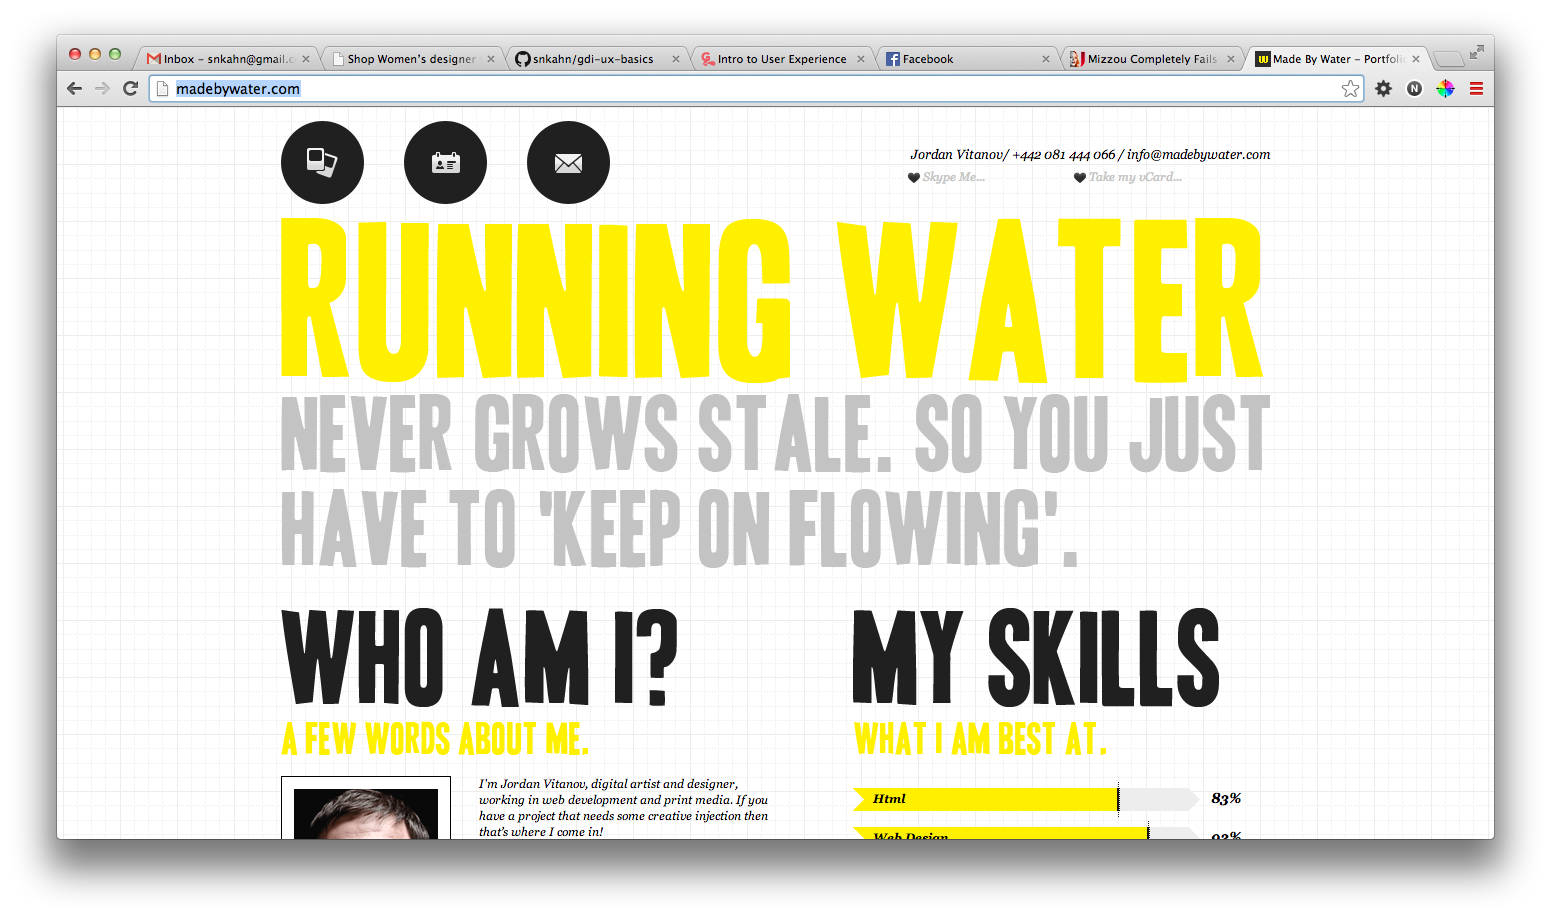 Inbox – snkahn@gmail.c
Shop Women's designer
snkahn/gdi-ux-basics
Intro to User Experience
Facebook
Mizzou Completely Fails
Made By Water – Portfolio
madebywater.com
N
Jordan Vitanov/ +442 081 444 066 / info@madebywater.com
Skype Me...
Take my vCard...
RUNNING WATER
NEVER GROWS STALE. SO YOU JUST
HAVE TO 'KEEP ON FLOWING'.
WHO AM I?
A FEW WORDS ABOUT ME.
I'm Jordan Vitanov, digital artist and designer,
working in web development and print media. If you
have a project that needs some creative injection then
that's where I come in!
MY SKILLS
WHAT I AM BEST AT.
Html 83%
Web Design 93%